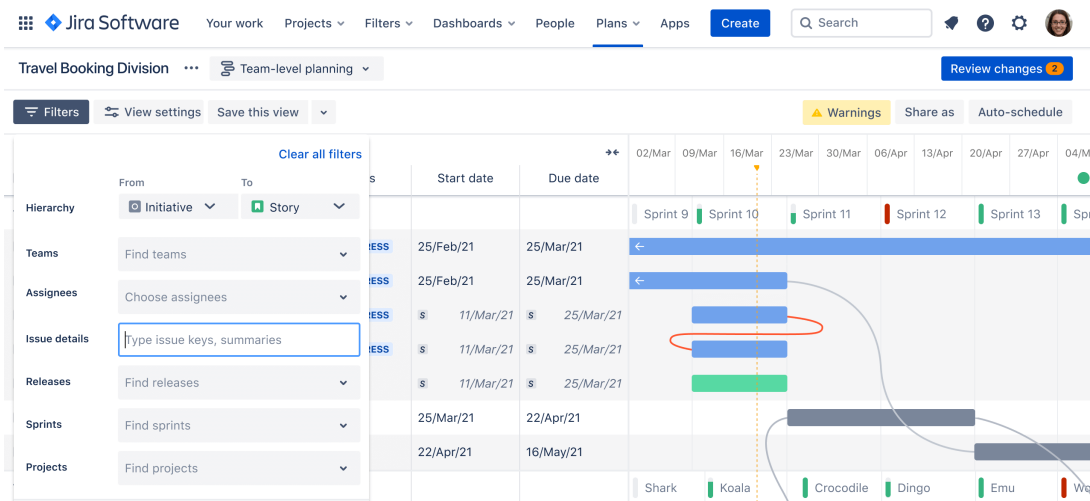 Jira Software Your work Projects Filters Dashboards People Plans Apps Create Search
Travel Booking Division ••• Team-level planning Review changes 2
Filters View settings Save this view Warnings Share as Auto-schedule
Clear all filters
02/Mar 09/Mar 16/Mar 23/Mar 30/Mar 06/Apr 13/Apr 20/Apr 27/Apr 04/M
From To
s Start date Due date
Hierarchy Initiative Story
Sprint 9 Sprint 10 Sprint 11 Sprint 12 Sprint 13 Spr
Teams Find teams
RESS 25/Feb/21 25/Mar/21
RESS 25/Feb/21 25/Mar/21
Assignees Choose assignees
RESS S 11/Mar/21 S 25/Mar/21
Issue details Type issue keys, summaries
RESS S 11/Mar/21 S 25/Mar/21
Releases Find releases
S 11/Mar/21 S 25/Mar/21
Sprints Find sprints
25/Mar/21 22/Apr/21
22/Apr/21 16/May/21
Projects Find projects
Shark Koala Crocodile Dingo Emu Wo